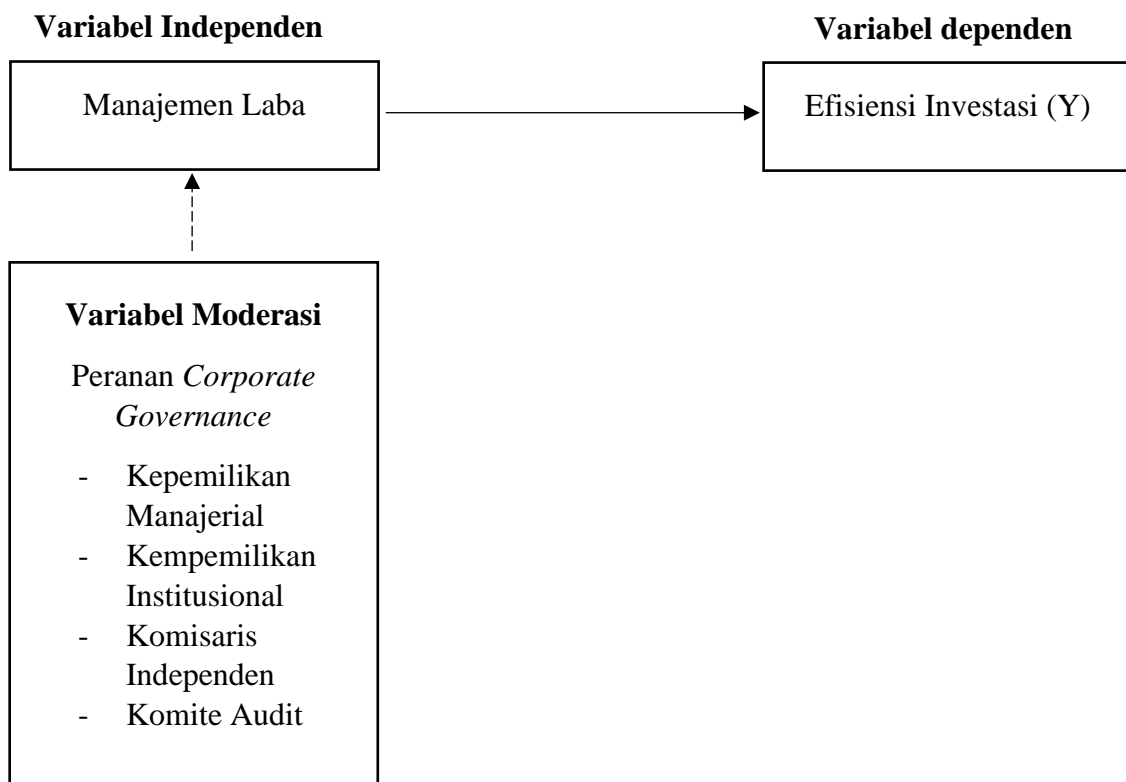 Variabel Independen
Variabel dependen
Manajemen Laba
Efisiensi Investasi (Y)
Variabel Moderasi
Peranan Corporate
Governance
- Kepemilikan
Manajerial
- Kempemilikan
Institusional
- Komisaris
Independen
- Komite Audit